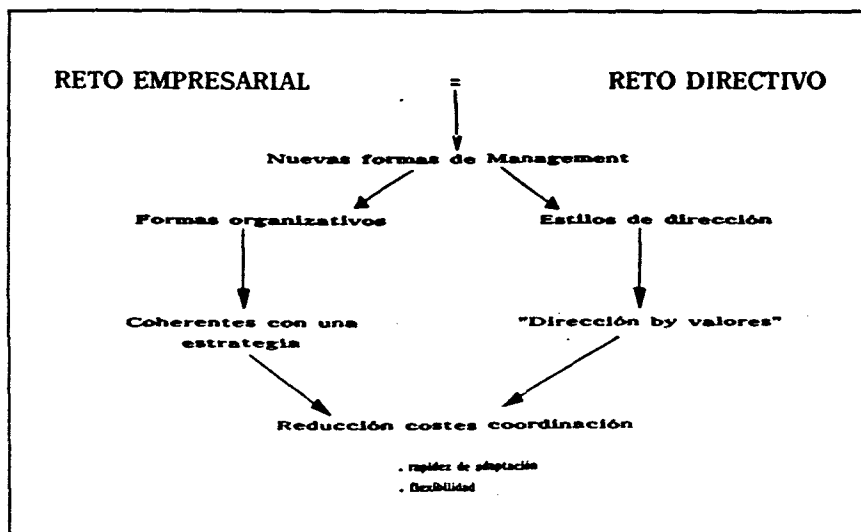 RETO EMPRESARIAL = RETO DIRECTIVO
Nuevas formas de Management
Formas organizativos Estilos de dirección
Coherentes con una "Dirección by valores"
estrategia
Reducción costes coordinación
. rapidez de adaptación
. flexibilidad